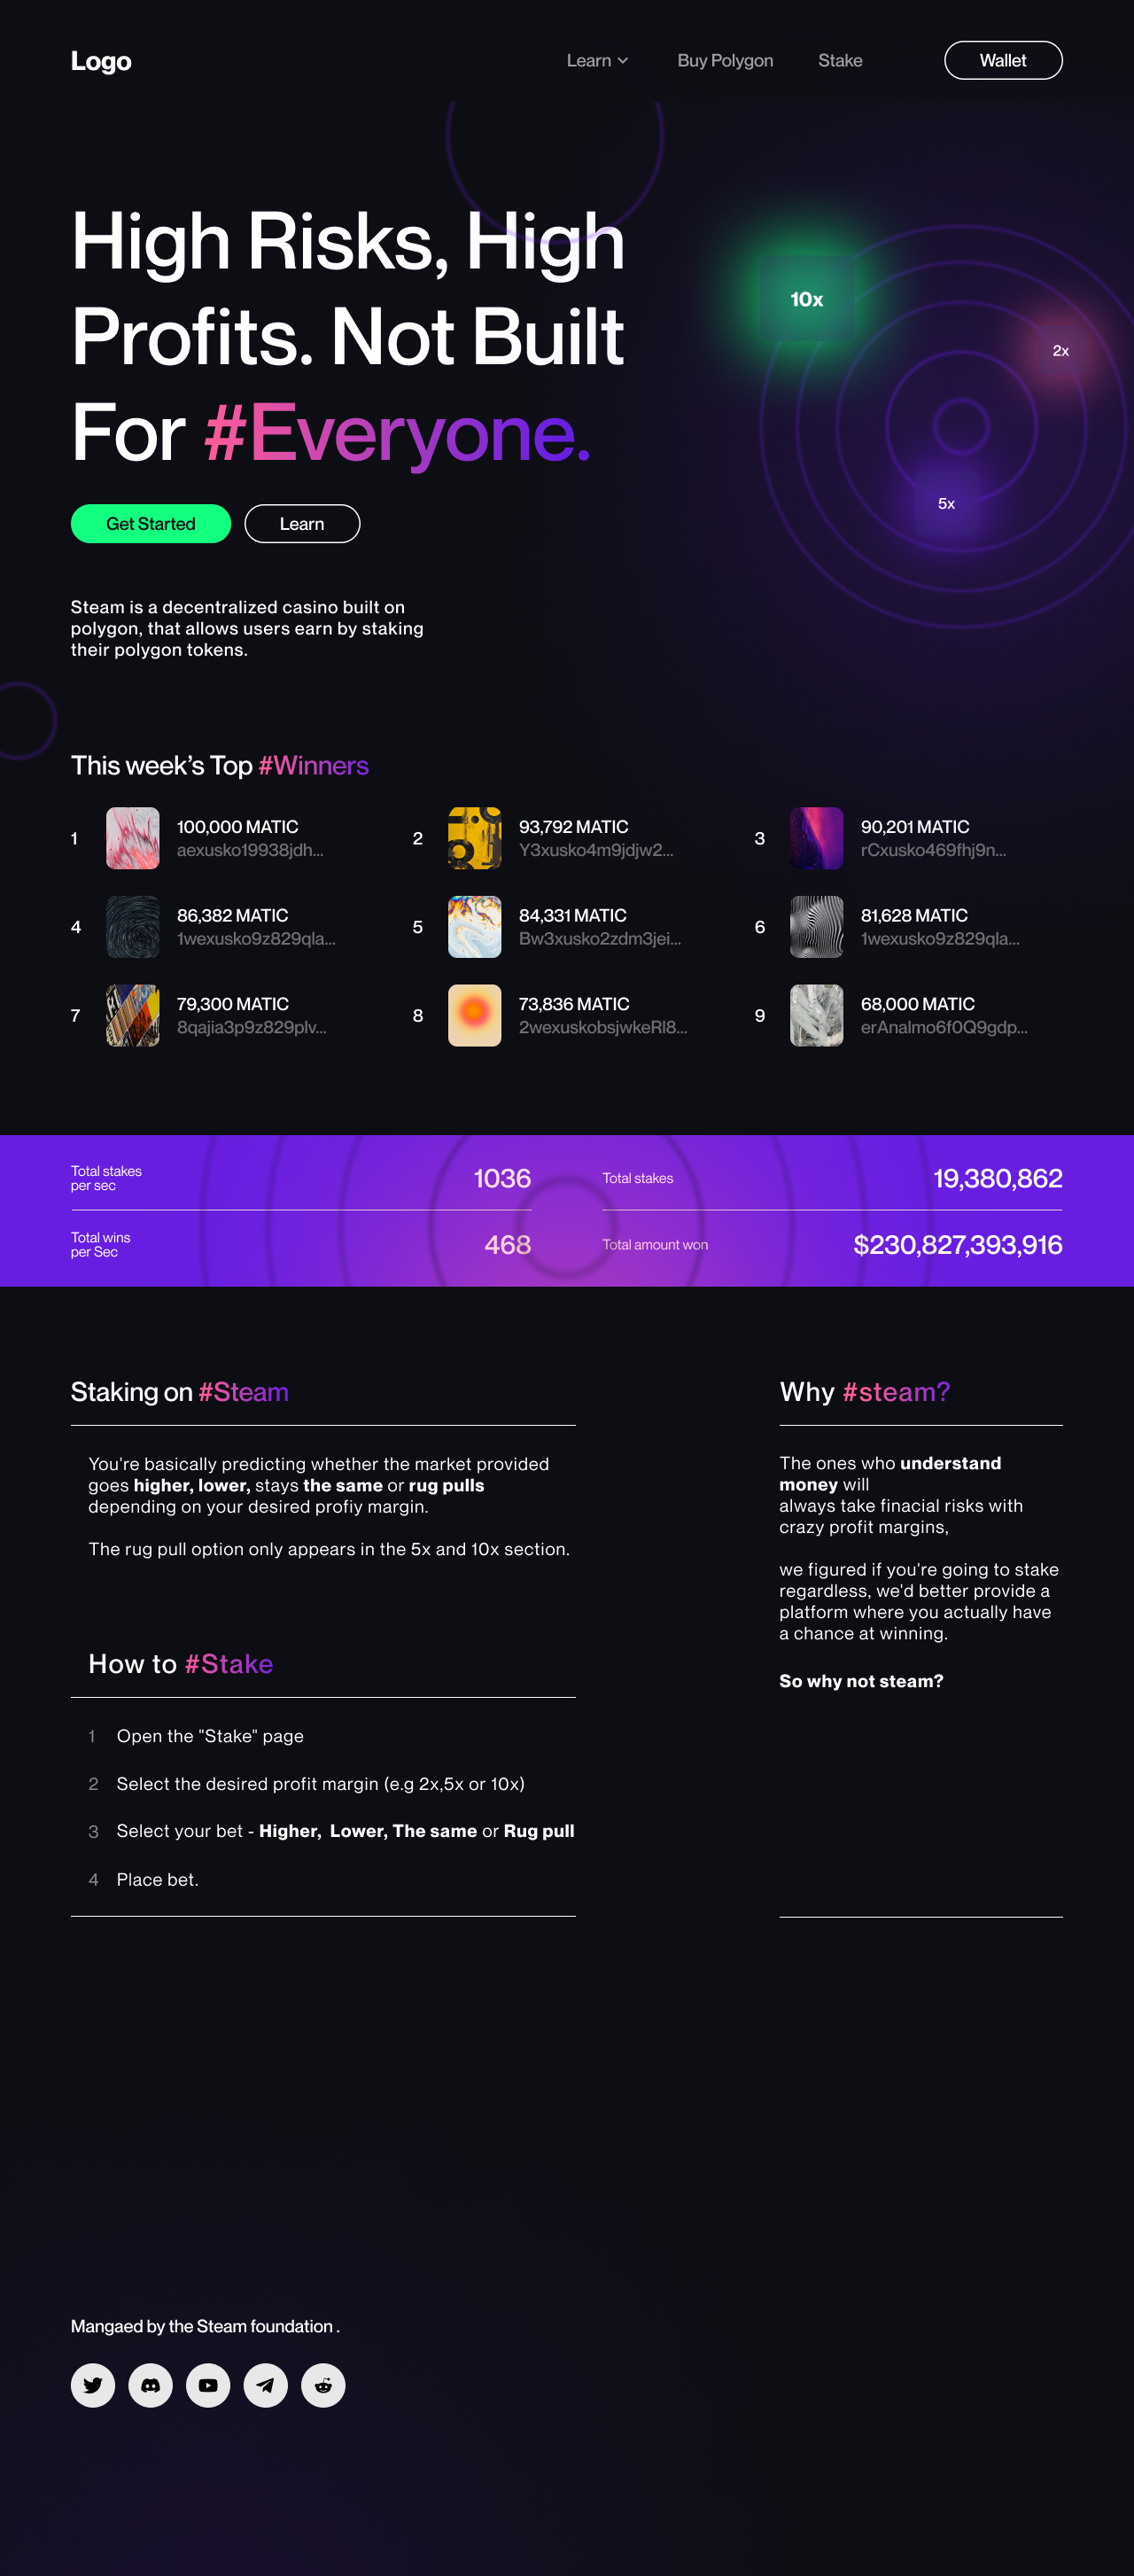 Logo
Learn
Buy Polygon
Stake
Wallet
High Risks, High
Profits. Not Built
For #Everyone.
10x
2x
5x
Get Started
Learn
Steam is a decentralized casino built on
polygon, that allows users earn by staking
their polygon tokens.
This week’s Top #Winners
1
100,000 MATIC
aexusko19938jdh...
2
93,792 MATIC
Y3xusko4m9jdjw2...
3
90,201 MATIC
rCxusko469fhj9n...
4
86,382 MATIC
1wexusko9z829qla...
5
84,331 MATIC
Bw3xusko2zdm3jei...
6
81,628 MATIC
1wexusko9z829qla...
7
79,300 MATIC
8qajia3p9z829plv...
8
73,836 MATIC
2wexuskobsjwkeRl8...
9
68,000 MATIC
erAnalmo6f0Q9gdp...
Total stakes
per sec
1036
Total stakes
19,380,862
Total wins
per Sec
468
Total amount won
$230,827,393,916
Staking on #Steam
You're basically predicting whether the market provided
goes higher, lower, stays the same or rug pulls
depending on your desired profiy margin.
The rug pull option only appears in the 5x and 10x section.
How to #Stake
1 Open the "Stake" page
2 Select the desired profit margin (e.g 2x,5x or 10x)
3 Select your bet - Higher,  Lower, The same or Rug pull
4 Place bet.
Why #steam?
The ones who understand
money will
always take finacial risks with
crazy profit margins,
we figured if you're going to stake
regardless, we'd better provide a
platform where you actually have
a chance at winning.
So why not steam?
Mangaed by the Steam foundation .